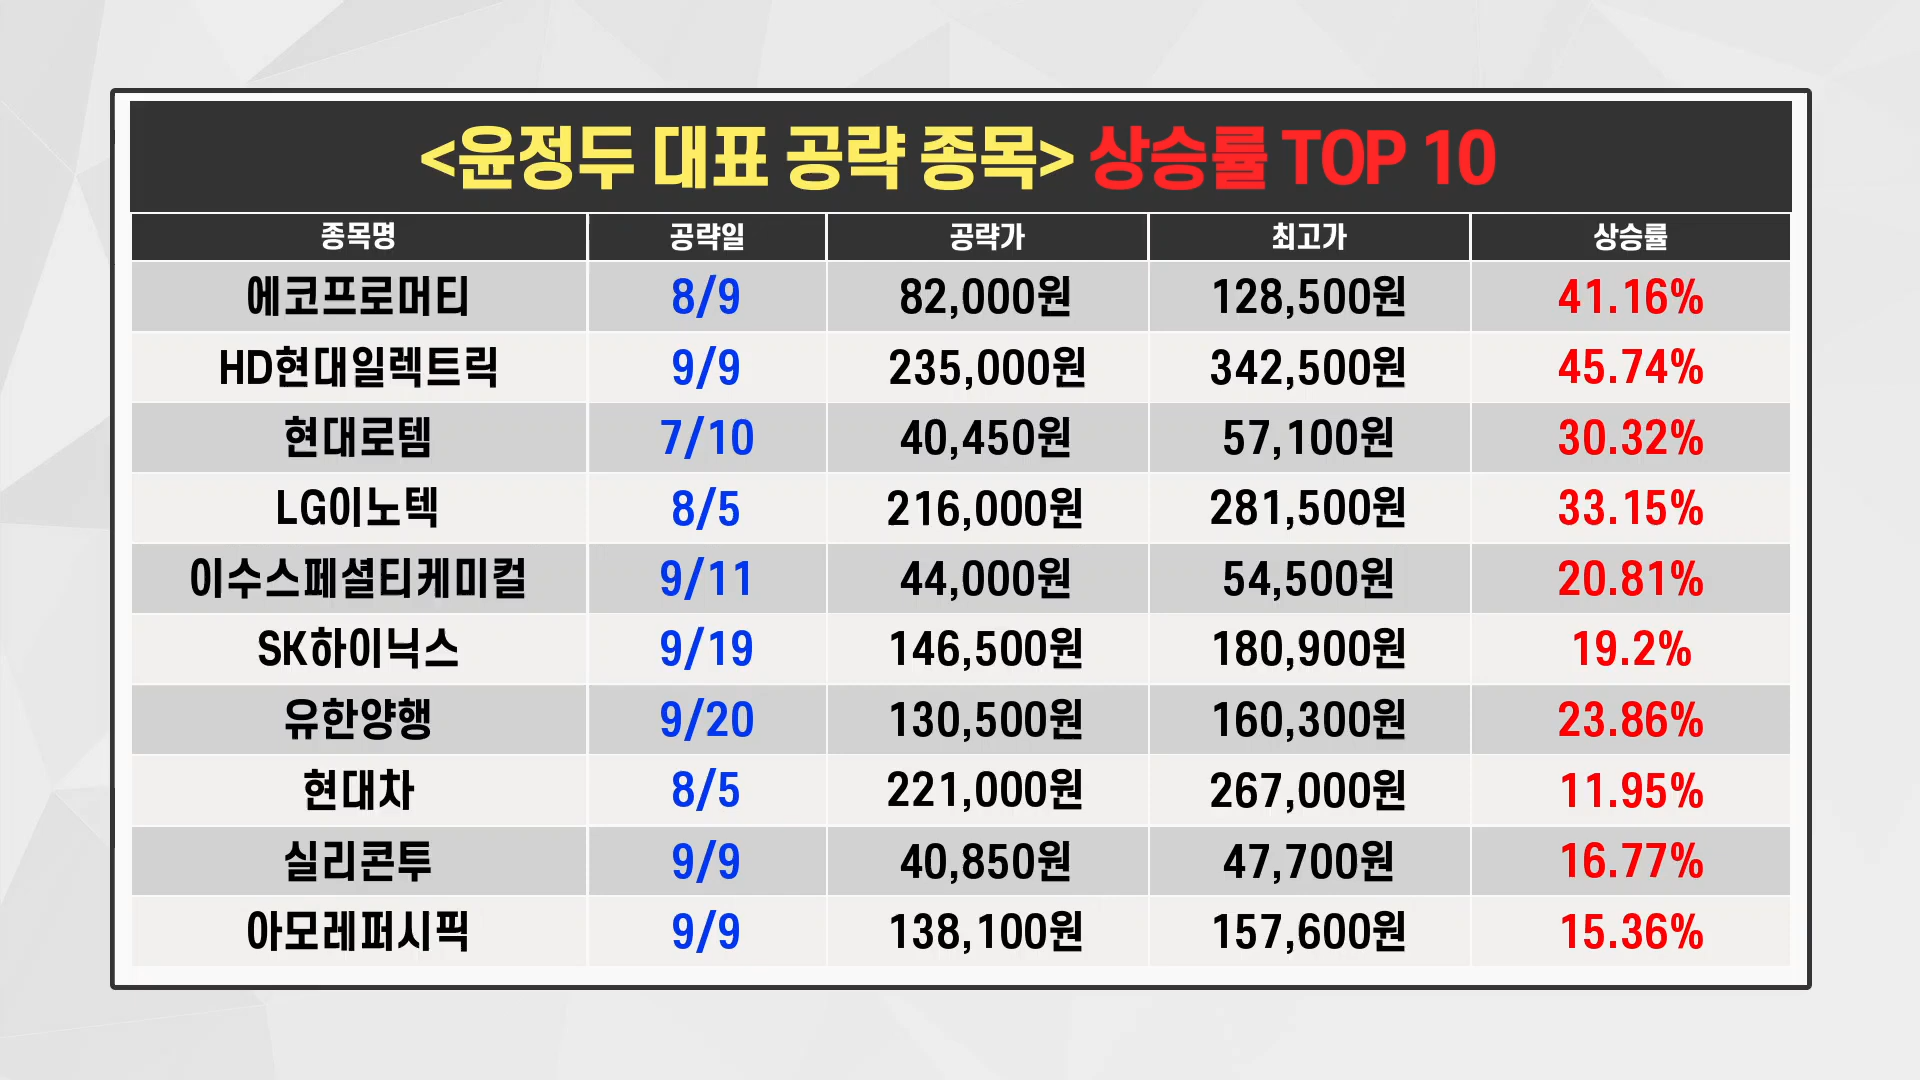 <윤정두 대표 공략 종목> 상승률 TOP 10
종목명 공략일 공략가 최고가 상승률
에코프로머티 8/9 82,000원 128,500원 41.16%
HD현대일렉트릭 9/9 235,000원 342,500원 45.74%
현대로템 7/10 40,450원 57,100원 30.32%
LG이노텍 8/5 216,000원 281,500원 33.15%
이수스페셜티케미컬 9/11 44,000원 54,500원 20.81%
SK하이닉스 9/19 146,500원 180,900원 19.2%
유한양행 9/20 130,500원 160,300원 23.86%
현대차 8/5 221,000원 267,000원 11.95%
실리콘투 9/9 40,850원 47,700원 16.77%
아모레퍼시픽 9/9 138,100원 157,600원 15.36%